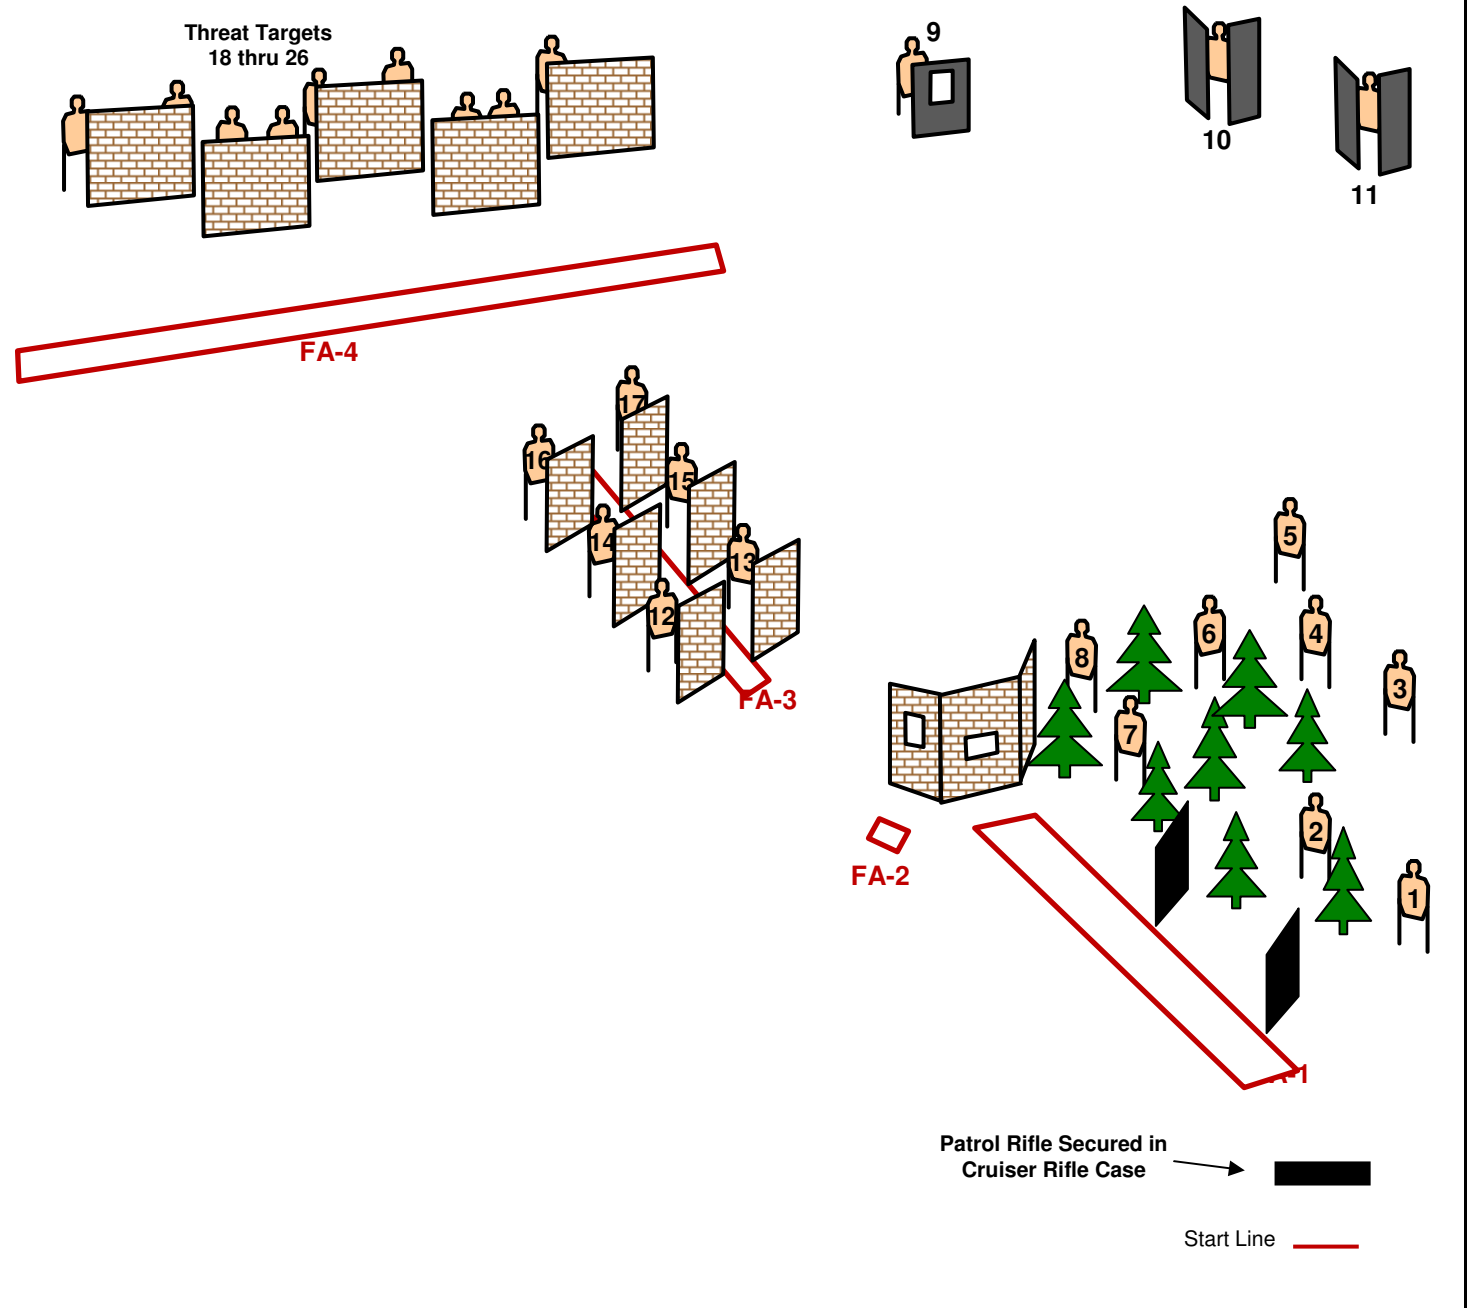 Threat Targets
18 thru 26
9
10
11
FA-4
17
16
15
14
13
12
FA-3
5
6
4
8
3
7
2
1
FA-2
A-1
Patrol Rifle Secured in
Cruiser Rifle Case
Start Line